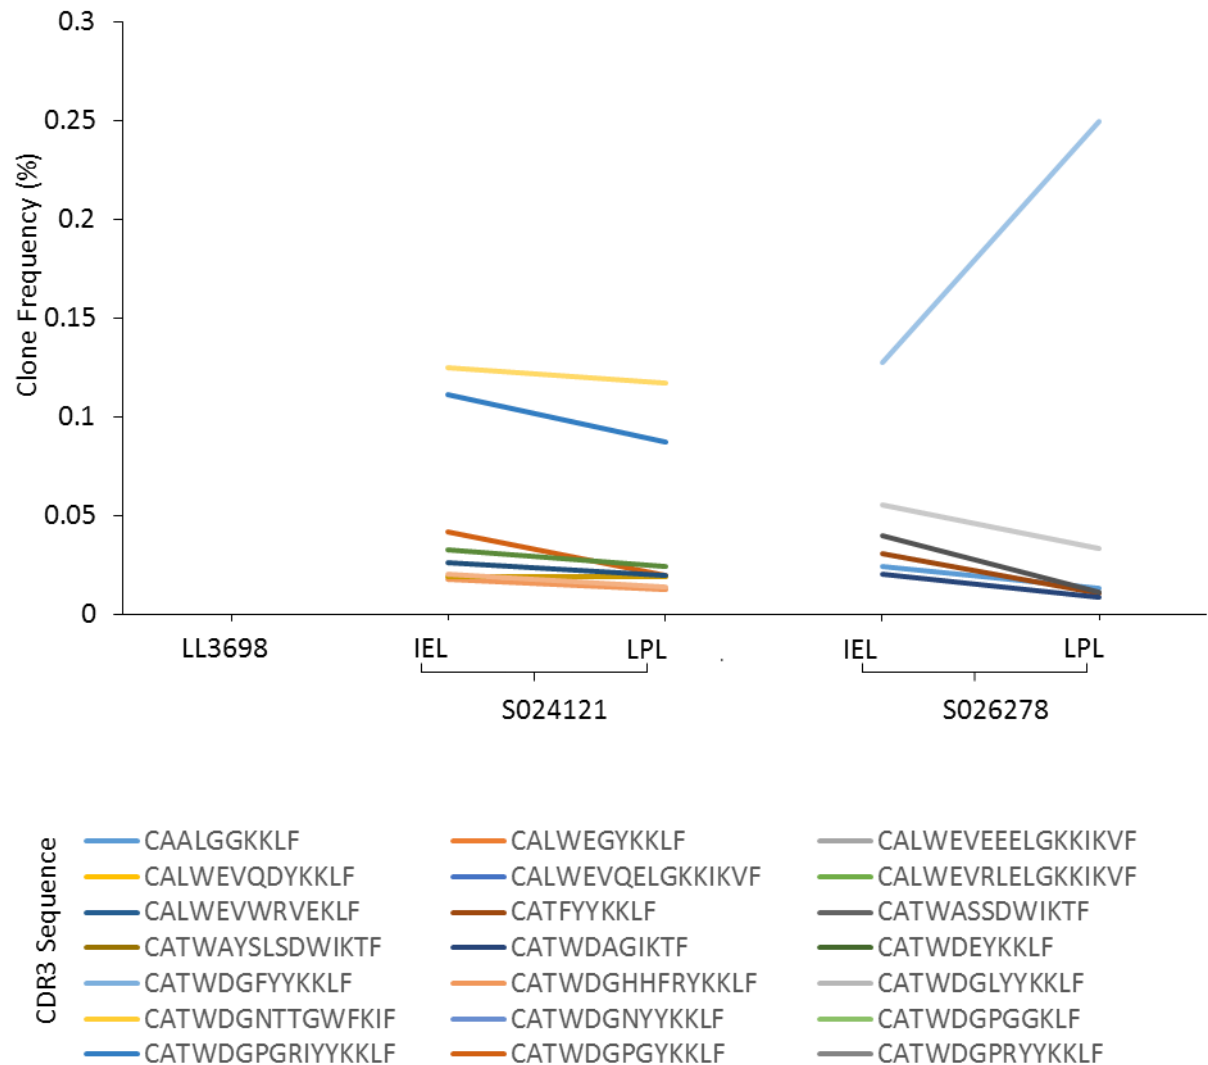 0.3
0.25
0.2
0.15
0.1
0.05
0
Clone Frequency (%)
LL3698 IEL LPL IEL LPL
S024121 S026278
CDR3 Sequence
CAALGGKKLF CALWEGYKKLF CALWEVEEELGKKIKVF
CALWEVQDYKKLF CALWEVQELGKKIKVF CALWEVRLELGKKIKVF
CALWEVWRVEKLF CATFYYKKLF CATWASSDWIKTF
CATWAYSLSDWIKTF CATWDAGIKTF CATWDEYKKLF
CATWDGFYYKKLF CATWDGHHFRYKKLF CATWDGLYYKKLF
CATWDGNTTGWFKIF CATWDGNYYKKLF CATWDGPGGKLF
CATWDGPGRIYYKKLF CATWDGPGYKKLF CATWDGPRYYKKLF